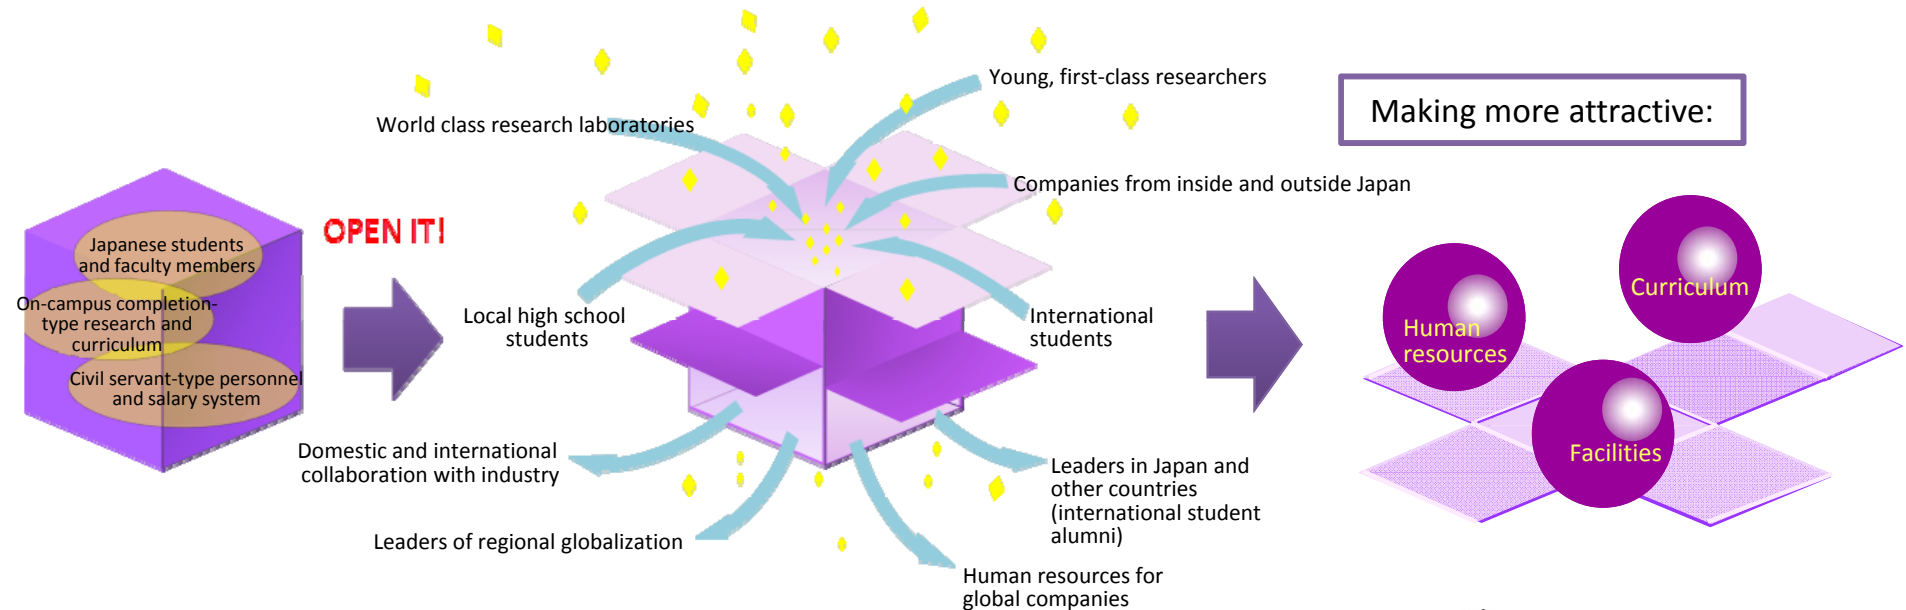 Japanese students
and faculty members
On-campus completion-
type research and
curriculum
Civil servant-type personnel
and salary system
OPEN IT!
World class research laboratories
Young, first-class researchers
Companies from inside and outside Japan
Local high school
students
International
students
Domestic and international
collaboration with industry
Leaders of regional globalization
Human resources for
global companies
Leaders in Japan and
other countries
(international student
alumni)
Making more attractive:
Human
resources
Curriculum
Facilities